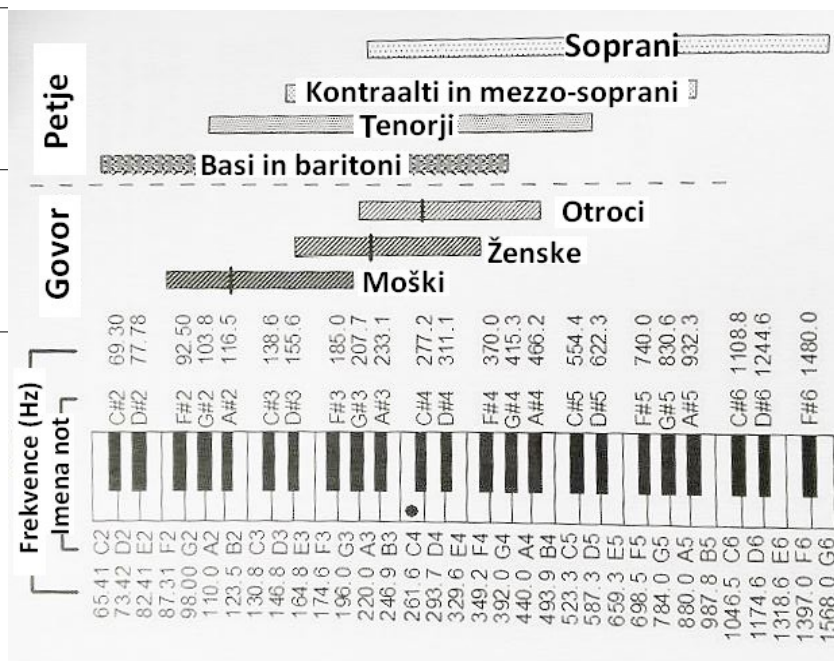 Petje
Soprani
Kontraalti in mezzo-soprani
Tenorji
Basi in baritoni
Govor
Otroci
Ženske
Moški
Frekvence (Hz)
69.30 77.78 92.50 103.8 116.5 138.6 155.6 185.0 207.7 233.1 277.2 311.1 370.0 415.3 466.2 554.4 622.3 740.0 830.6 932.3 1108.8 1244.6 1480.0
Imena not
C#2 D#2 F#2 G#2 A#2 C#3 D#3 F#3 G#3 A#3 C#4 D#4 F#4 G#4 A#4 C#5 D#5 F#5 G#5 A#5 C#6 D#6 F#6
C2 D2 E2 F2 G2 A2 B2 C3 D3 E3 F3 G3 A3 B3 C4 D4 E4 F4 G4 A4 B4 C5 D5 E5 F5 G5 A5 B5 C6 D6 E6 F6 G6
65.41 73.42 82.41 87.31 98.00 110.0 123.5 130.8 146.8 164.8 174.6 196.0 220.0 246.9 261.6 293.7 329.6 349.2 392.0 440.0 493.9 523.3 587.3 659.3 698.5 784.0 880.0 987.8 1046.5 1174.6 1318.6 1397.0 1568.0